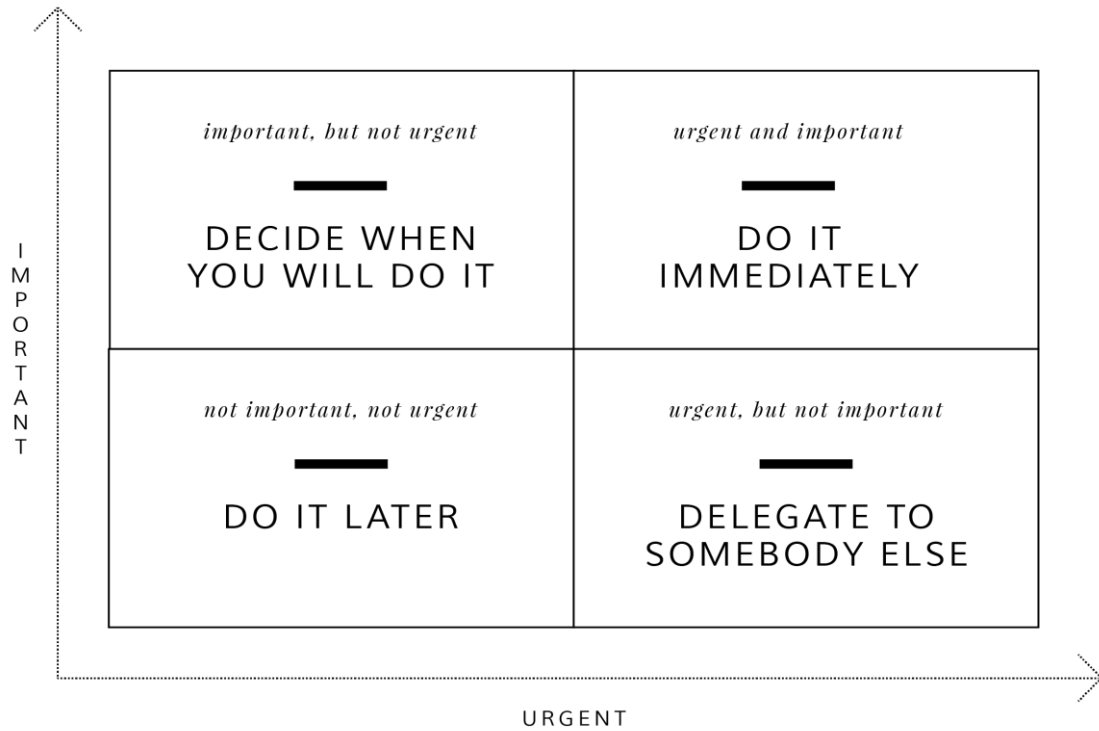 important, but not urgent
DECIDE WHEN
YOU WILL DO IT
urgent and important
DO IT
IMMEDIATELY
IMPORTANT
not important, not urgent
DO IT LATER
urgent, but not important
DELEGATE TO
SOMEBODY ELSE
URGENT